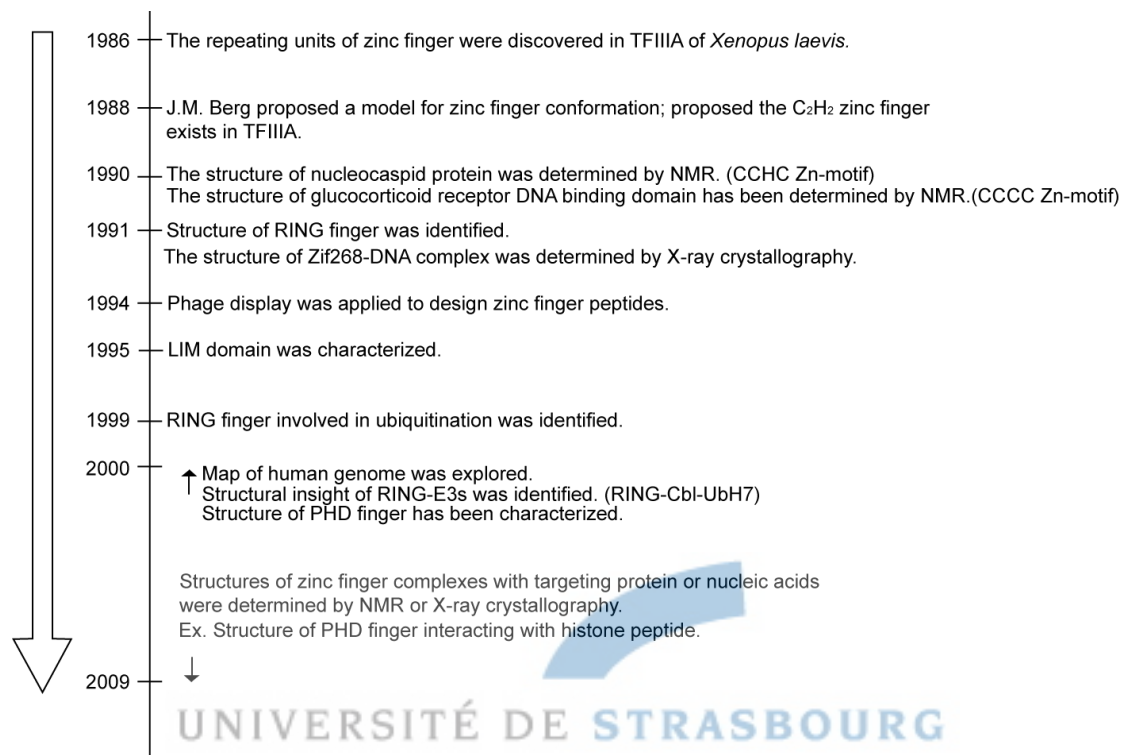 1986 The repeating units of zinc finger were discovered in TFIIIA of Xenopus laevis.
1988 J.M. Berg proposed a model for zinc finger conformation; proposed the C₂H₂ zinc finger
exists in TFIIIA.
1990 The structure of nucleocaspid protein was determined by NMR. (CCHC Zn-motif)
The structure of glucocorticoid receptor DNA binding domain has been determined by NMR.(CCCC Zn-motif)
1991 Structure of RING finger was identified.
The structure of Zif268-DNA complex was determined by X-ray crystallography.
1994 Phage display was applied to design zinc finger peptides.
1995 LIM domain was characterized.
1999 RING finger involved in ubiquitination was identified.
2000 Map of human genome was explored.
Structural insight of RING-E3s was identified. (RING-Cbl-UbH7)
Structure of PHD finger has been characterized.
Structures of zinc finger complexes with targeting protein or nucleic acids
were determined by NMR or X-ray crystallography.
Ex. Structure of PHD finger interacting with histone peptide.
2009
UNIVERSITÉ DE STRASBOURG